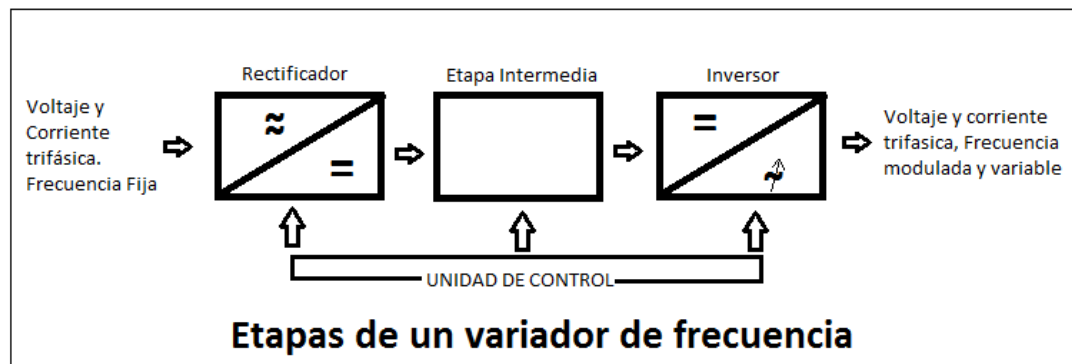 Rectificador
Etapa Intermedia
Inversor
Voltaje y
Corriente
trifásica.
Frecuencia Fija
≈
=
=
~
Voltaje y corriente
trifasica, Frecuencia
modulada y variable
UNIDAD DE CONTROL
Etapas de un variador de frecuencia